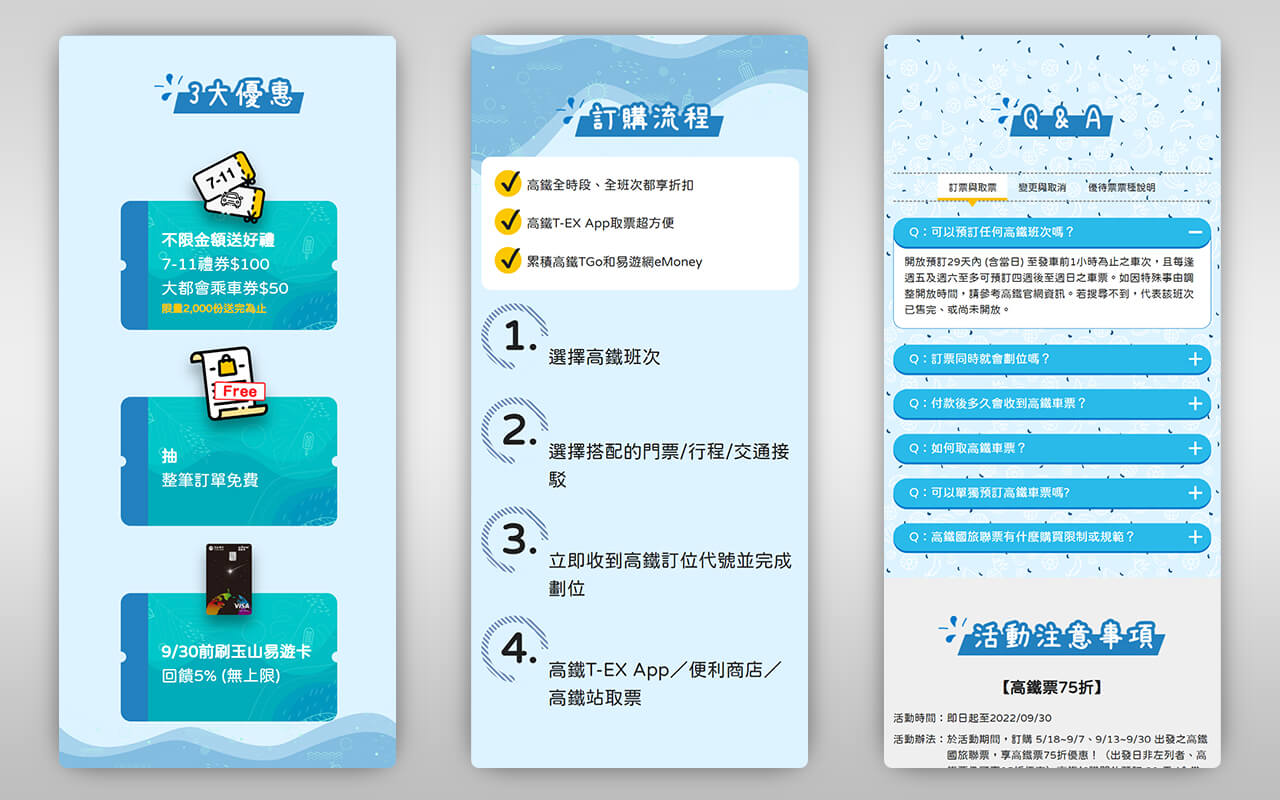 3大優惠
7-11
不限金額送好禮
7-11禮券$100
大都會乘車券$50
限量2,000份送完為止
Free
抽
整筆訂單免費
VISA
9/30前刷玉山易遊卡
回饋5% (無上限)
訂購流程
高鐵全時段、全班次都享折扣
高鐵T-EX App取票超方便
累積高鐵TGo和易遊網eMoney
1.
選擇高鐵班次
2.
選擇搭配的門票/行程/交通接
駁
3.
立即收到高鐵訂位代號並完成
劃位
4.
高鐵T-EX App／便利商店／
高鐵站取票
Q & A
訂票與取票 變更與取消 優待票票種說明
Q：可以預訂任何高鐵班次嗎？
開放預訂29天內 (含當日) 至發車前1小時為止之車次，且每逢
週五及週六至多可預訂四週後至週日之車票。如因特殊事由調
整開放時間，請參考高鐵官網資訊。若搜尋不到，代表該班次
已售完、或尚未開放。
Q：訂票同時就會劃位嗎？
Q：付款後多久會收到高鐵車票？
Q：如何取高鐵車票？
Q：可以單獨預訂高鐵車票嗎?
Q：高鐵國旅聯票有什麼購買限制或規範？
活動注意事項
【高鐵票75折】
活動時間：即日起至2022/09/30
活動辦法：於活動期間，訂購 5/18~9/7、9/13~9/30 出發之高鐵
國旅聯票，享高鐵票75折優惠！（出發日非左列者、高